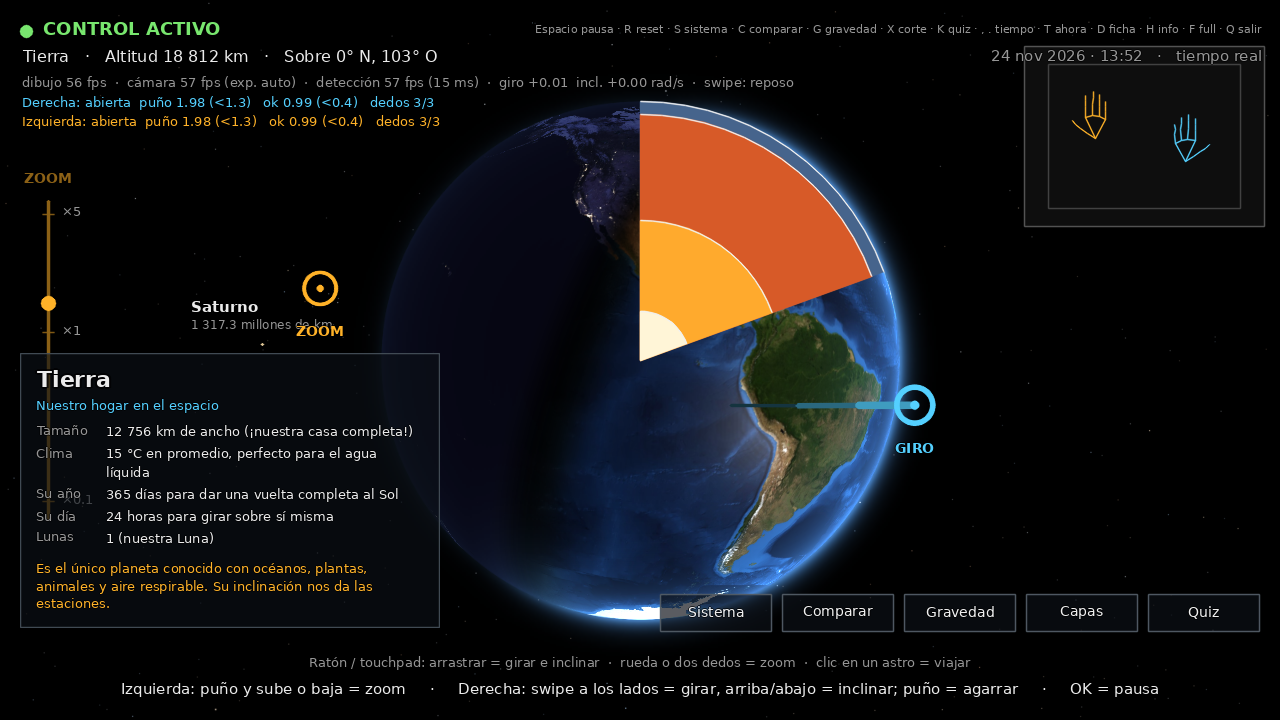 CONTROL ACTIVO
Espacio pausa · R reset · S sistema · C comparar · G gravedad · X corte · K quiz · , . tiempo · T ahora · D ficha · H info · F full · Q salir
Tierra · Altitud 18 812 km · Sobre 0° N, 103° O
24 nov 2026 · 13:52 · tiempo real
dibujo 56 fps · cámara 57 fps (exp. auto) · detección 57 fps (15 ms) · giro +0.01 incl. +0.00 rad/s · swipe: reposo
Derecha: abierta puño 1.98 (<1.3) ok 0.99 (<0.4) dedos 3/3
Izquierda: abierta puño 1.98 (<1.3) ok 0.99 (<0.4) dedos 3/3
ZOOM
×5
×1
×0,1
Saturno
1 317.3 millones de km
ZOOM
GIRO
Tierra
Nuestro hogar en el espacio
Tamaño 12 756 km de ancho (¡nuestra casa completa!)
Clima 15 °C en promedio, perfecto para el agua
líquida
Su año 365 días para dar una vuelta completa al Sol
Su día 24 horas para girar sobre sí misma
Lunas 1 (nuestra Luna)
Es el único planeta conocido con océanos, plantas,
animales y aire respirable. Su inclinación nos da las
estaciones.
Sistema Comparar Gravedad Capas Quiz
Ratón / touchpad: arrastrar = girar e inclinar · rueda o dos dedos = zoom · clic en un astro = viajar
Izquierda: puño y sube o baja = zoom · Derecha: swipe a los lados = girar, arriba/abajo = inclinar; puño = agarrar · OK = pausa